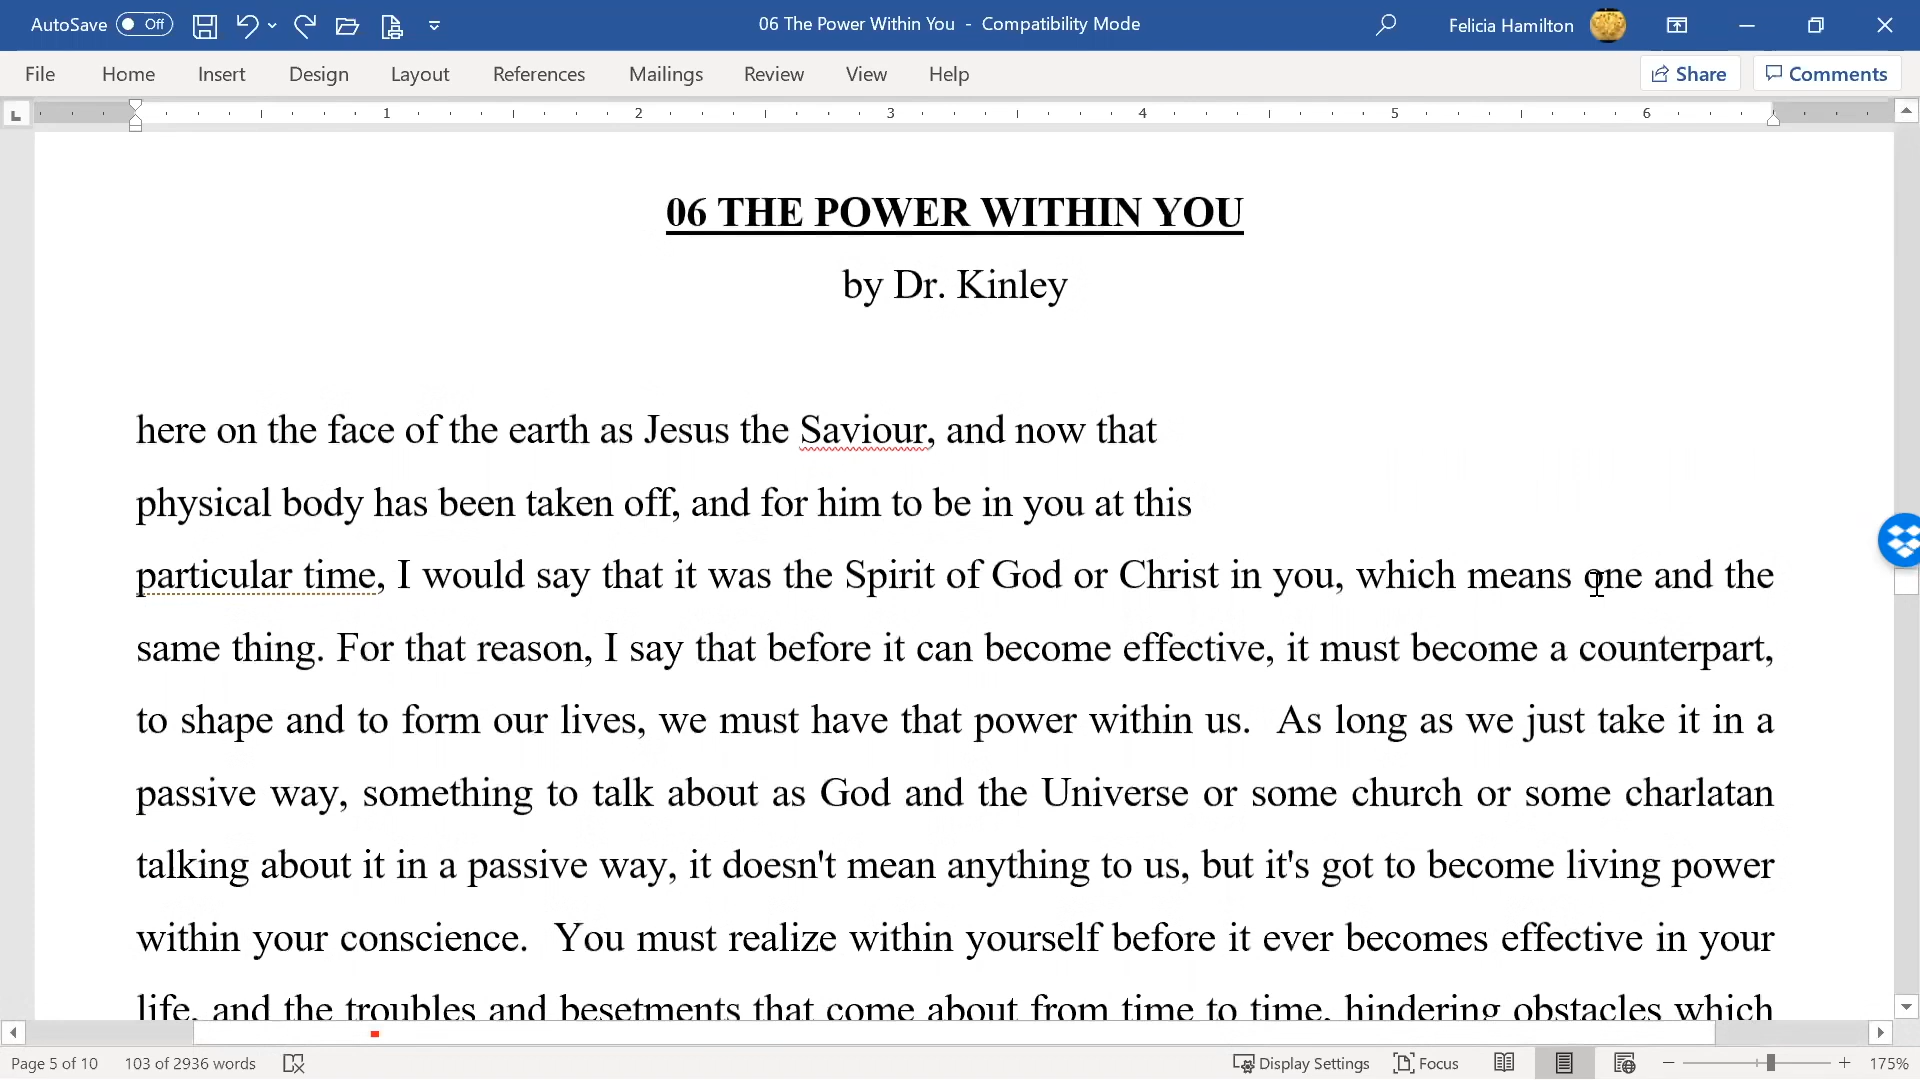 AutoSave Off 06 The Power Within You - Compatibility Mode Felicia Hamilton
File Home Insert Design Layout References Mailings Review View Help Share Comments
1 2 3 4 5 6
06 THE POWER WITHIN YOU
by Dr. Kinley
here on the face of the earth as Jesus the Saviour, and now that
physical body has been taken off, and for him to be in you at this
particular time, I would say that it was the Spirit of God or Christ in you, which means one and the
same thing. For that reason, I say that before it can become effective, it must become a counterpart,
to shape and to form our lives, we must have that power within us.  As long as we just take it in a
passive way, something to talk about as God and the Universe or some church or some charlatan
talking about it in a passive way, it doesn't mean anything to us, but it's got to become living power
within your conscience.  You must realize within yourself before it ever becomes effective in your
life, and the troubles and besetments that come about from time to time, hindering obstacles which
Page 5 of 10 103 of 2936 words Display Settings Focus 175%